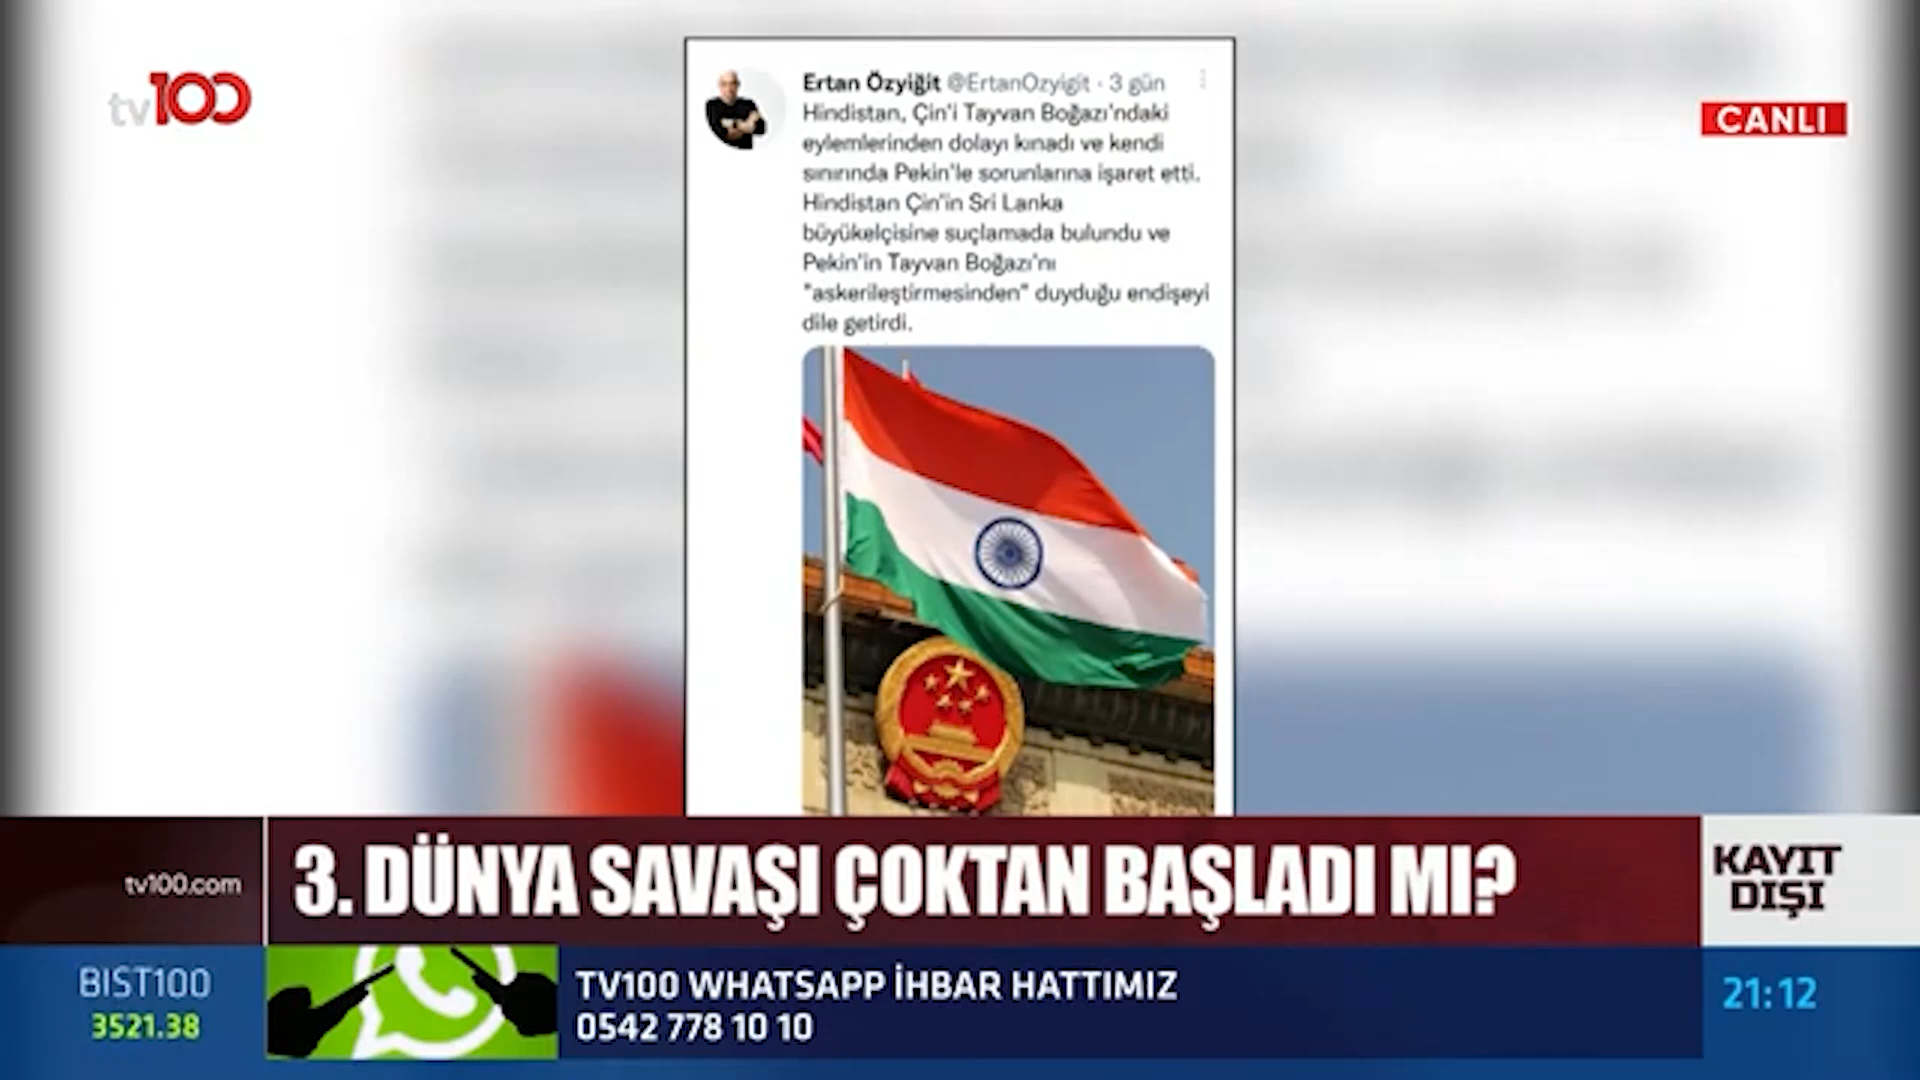 tv100
CANLI
Ertan Özyiğit @ErtanOzyigit · 3 gün
Hindistan, Çin'i Tayvan Boğazı'ndaki
eylemlerinden dolayı kınadı ve kendi
sınırında Pekin'le sorunlarına işaret etti.
Hindistan Çin'in Sri Lanka
büyükelçisine suçlamada bulundu ve
Pekin'in Tayvan Boğazı'nı
"askerileştirmesinden" duyduğu endişeyi
dile getirdi.
tv100.com
3. DÜNYA SAVAŞI ÇOKTAN BAŞLADI MI?
KAYIT
DIŞI
BIST100
3521.38
TV100 WHATSAPP İHBAR HATTIMIZ
0542 778 10 10
21:12